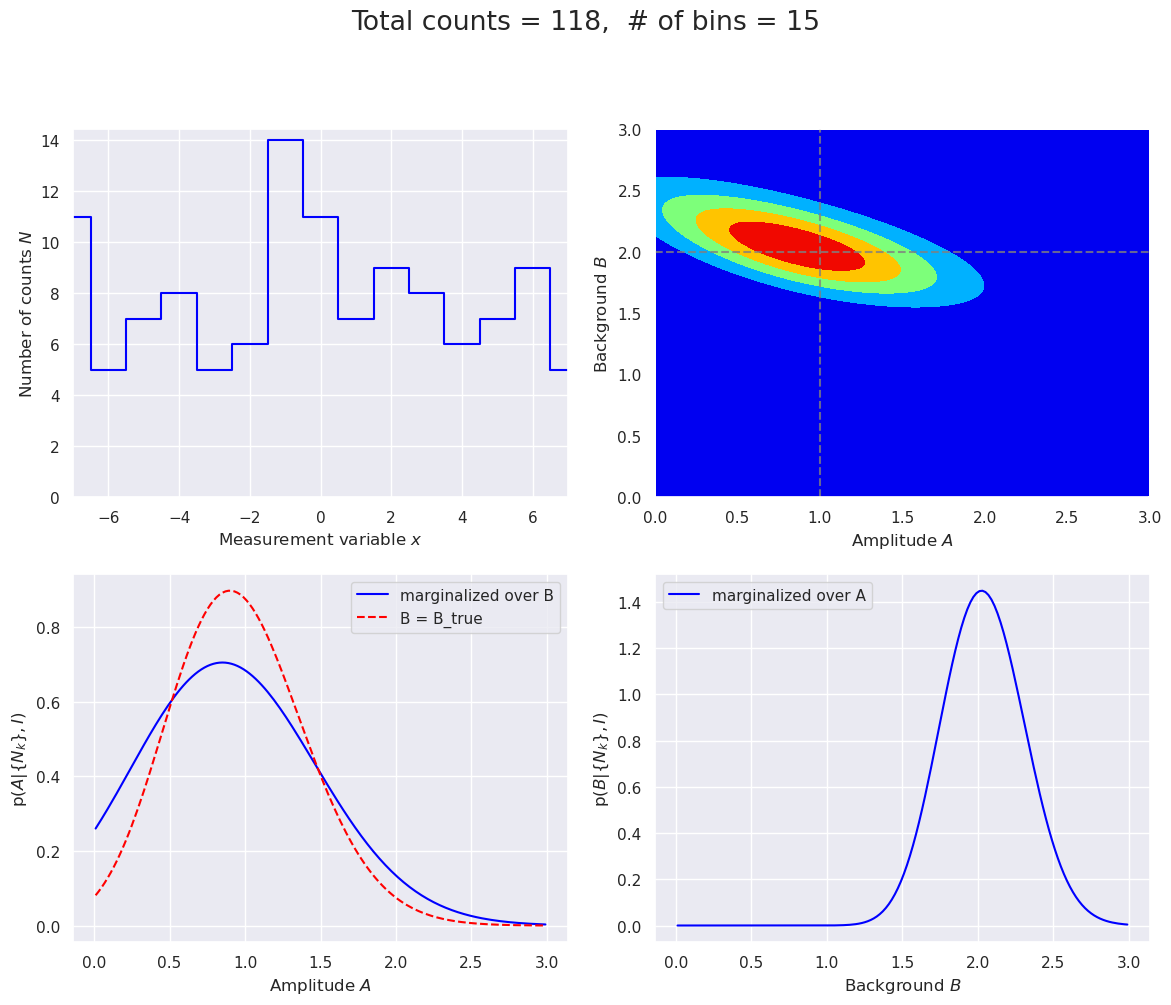 Total counts = 118,  # of bins = 15
14
12
10
8
6
4
2
0
Number of counts N
−6 −4 −2 0 2 4 6
Measurement variable x
3.0
2.5
2.0
1.5
1.0
0.5
0.0
Background B
0.0 0.5 1.0 1.5 2.0 2.5 3.0
Amplitude A
marginalized over B
B = B_true
0.8
0.6
0.4
0.2
0.0
p(A|{N_k}, I)
0.0 0.5 1.0 1.5 2.0 2.5 3.0
Amplitude A
marginalized over A
1.4
1.2
1.0
0.8
0.6
0.4
0.2
0.0
p(B|{N_k}, I)
0.0 0.5 1.0 1.5 2.0 2.5 3.0
Background B